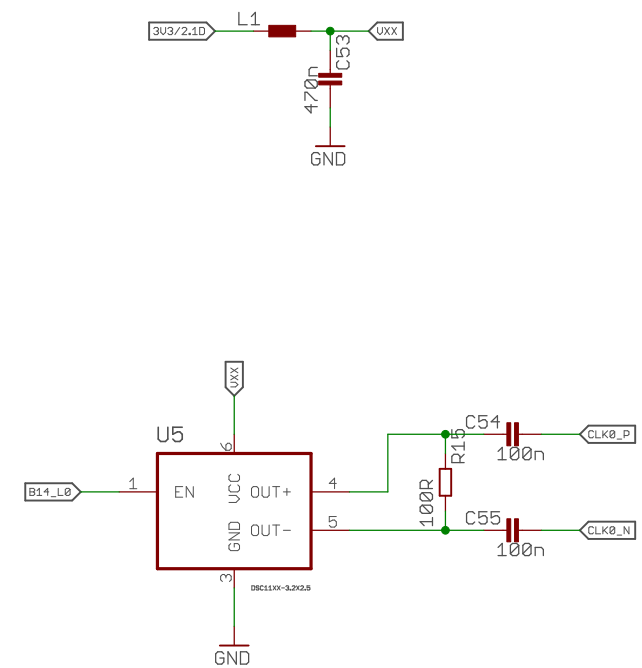 L1
3V3/2.1D
VXX
C53
470n
GND
VXX
U5
6
C54
CLK0_P
R15
100n
VCC
1
4
B14_L0
EN
OUT+
100R
C55
5
GND
OUT-
CLK0_N
100n
3
DSC11XX-3.2X2.5
GND